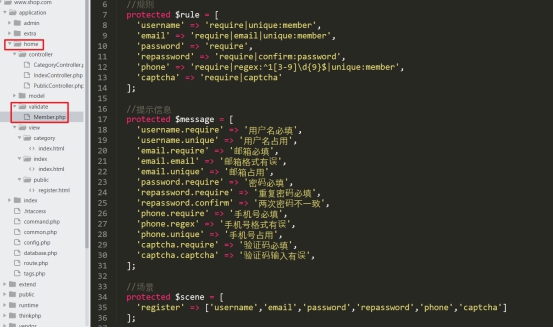 www.shop.com
application
admin
extra
home
controller
CategoryController.p
IndexController.php
PublicController.php
model
validate
Member.php
view
category
index.html
index
index.html
public
register.html
index
.htaccess
command.php
common.php
config.php
database.php
route.php
tags.php
extend
public
runtime
thinkphp
6 //规则
7 protected $rule = [
8 'username' => 'require|unique:member',
9 'email' => 'require|email|unique:member',
10 'password' => 'require',
11 'repassword' => 'require|confirm:password',
12 'phone' => 'require|regex:^1[3-9]\d{9}$|unique:member',
13 'captcha' => 'require|captcha'
14 ];
15
16 //提示信息
17 protected $message = [
18 'username.require' => '用户名必填',
19 'username.unique' => '用户名占用',
20 'email.require' => '邮箱必填',
21 'email.email' => '邮箱格式有误',
22 'email.unique' => '邮箱占用',
23 'password.require' => '密码必填',
24 'repassword.require' => '重复密码必填',
25 'repassword.confirm' => '两次密码不一致',
26 'phone.require' => '手机号必填',
27 'phone.regex' => '手机号格式有误',
28 'phone.unique' => '手机号占用',
29 'captcha.require' => '验证码必填',
30 'captcha.captcha' => '验证码输入有误',
31 ];
32
33 //场景
34 protected $scene = [
35 'register' => ['username','email','password','repassword','phone','captcha']
36 ];